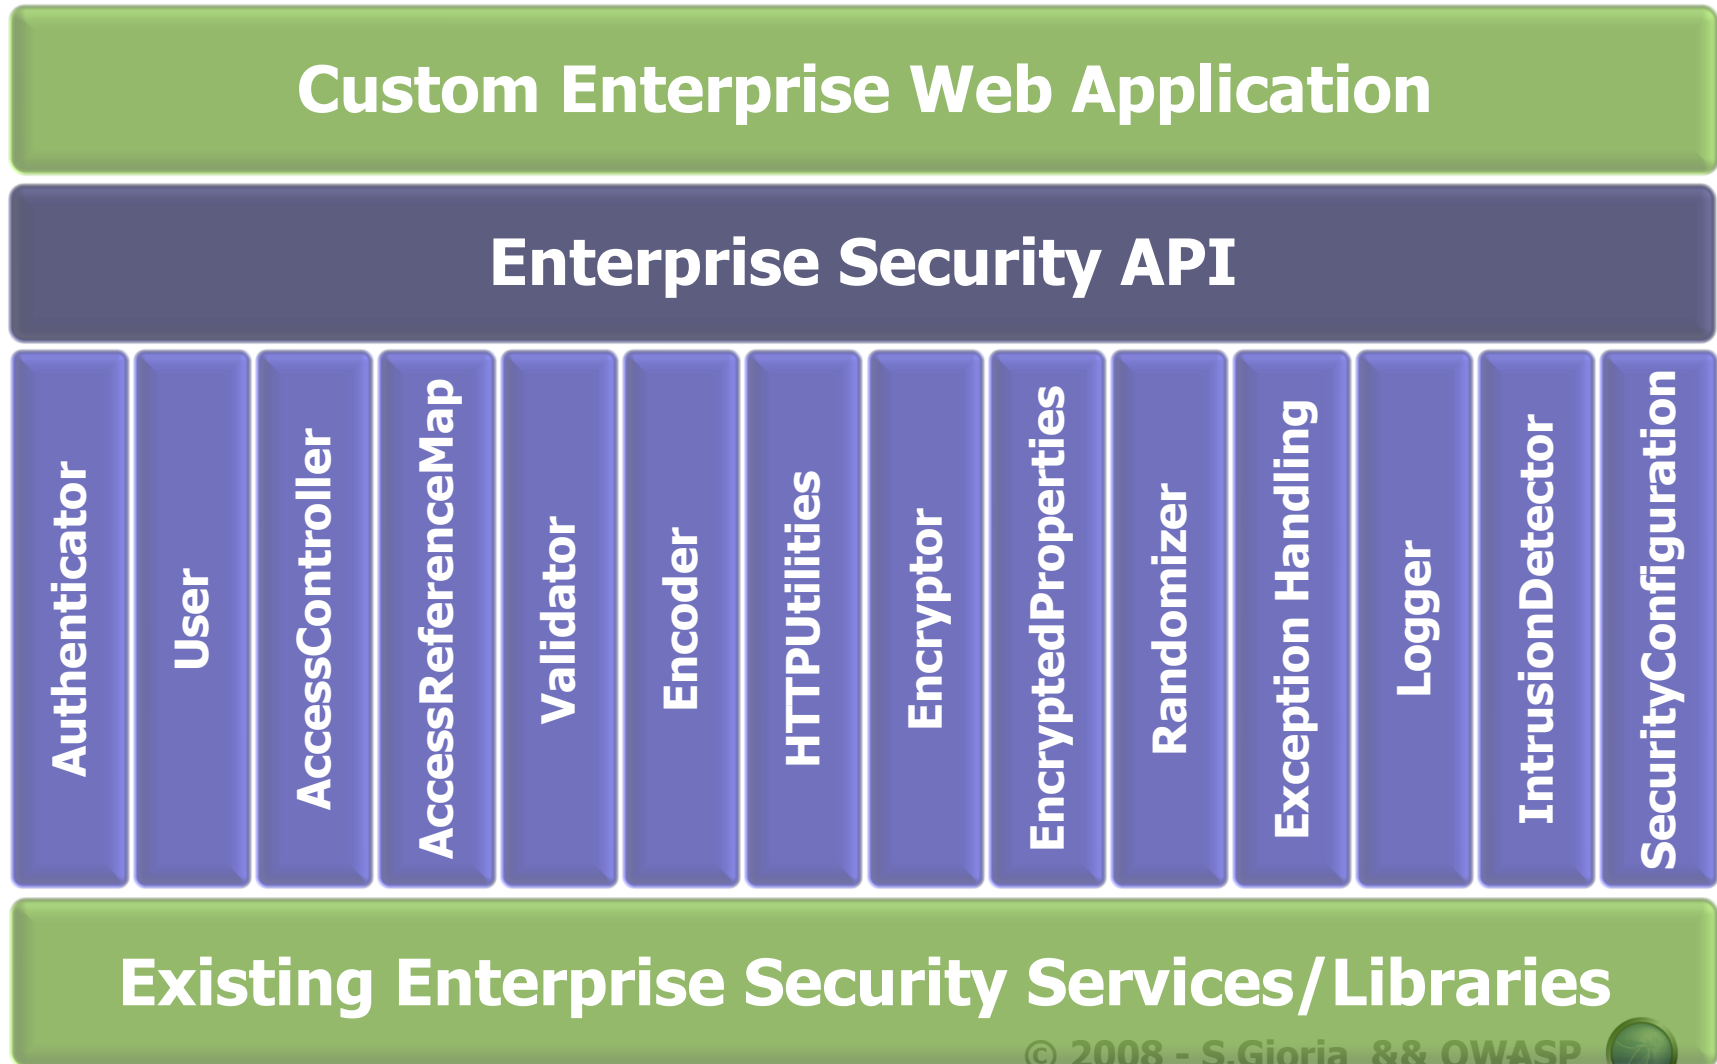 Custom Enterprise Web Application
Enterprise Security API
Authenticator
User
AccessController
AccessReferenceMap
Validator
Encoder
HTTPUtilities
Encryptor
EncryptedProperties
Randomizer
Exception Handling
Logger
IntrusionDetector
SecurityConfiguration
Existing Enterprise Security Services/Libraries
© 2008 - S.Gioria && OWASP